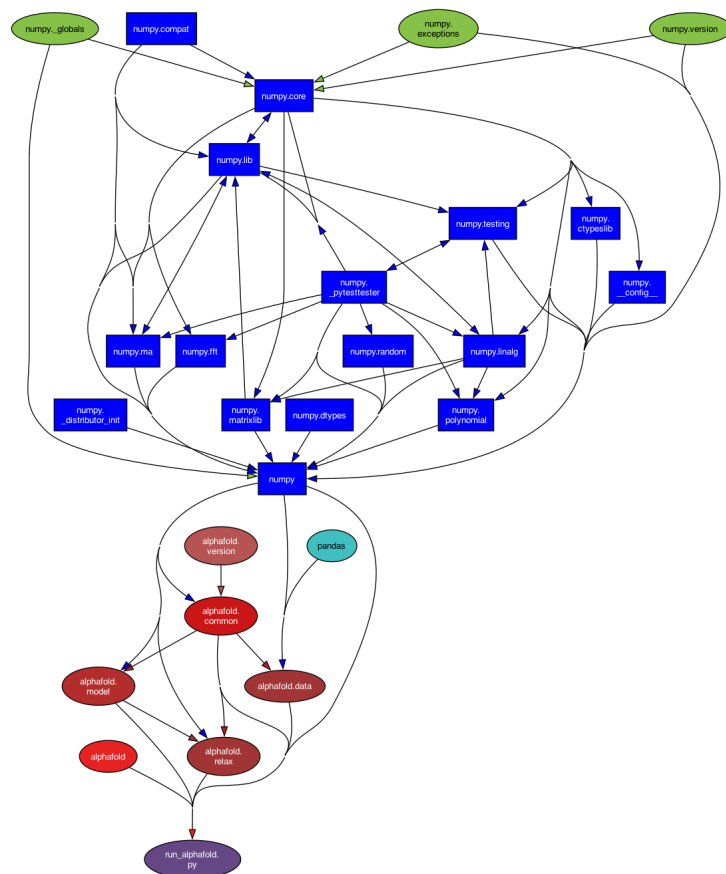 numpy._globals
numpy.compat
numpy.
exceptions
numpy.version
numpy.core
numpy.lib
numpy.testing
numpy.
ctypeslib
numpy.
_pytesttester
numpy.
__config__
numpy.ma
numpy.fft
numpy.random
numpy.linalg
numpy.
_distributor_init
numpy.
matrixlib
numpy.dtypes
numpy.
polynomial
numpy
alphafold.
version
pandas
alphafold.
common
alphafold.
model
alphafold.data
alphafold
alphafold.
relax
run_alphafold.
py